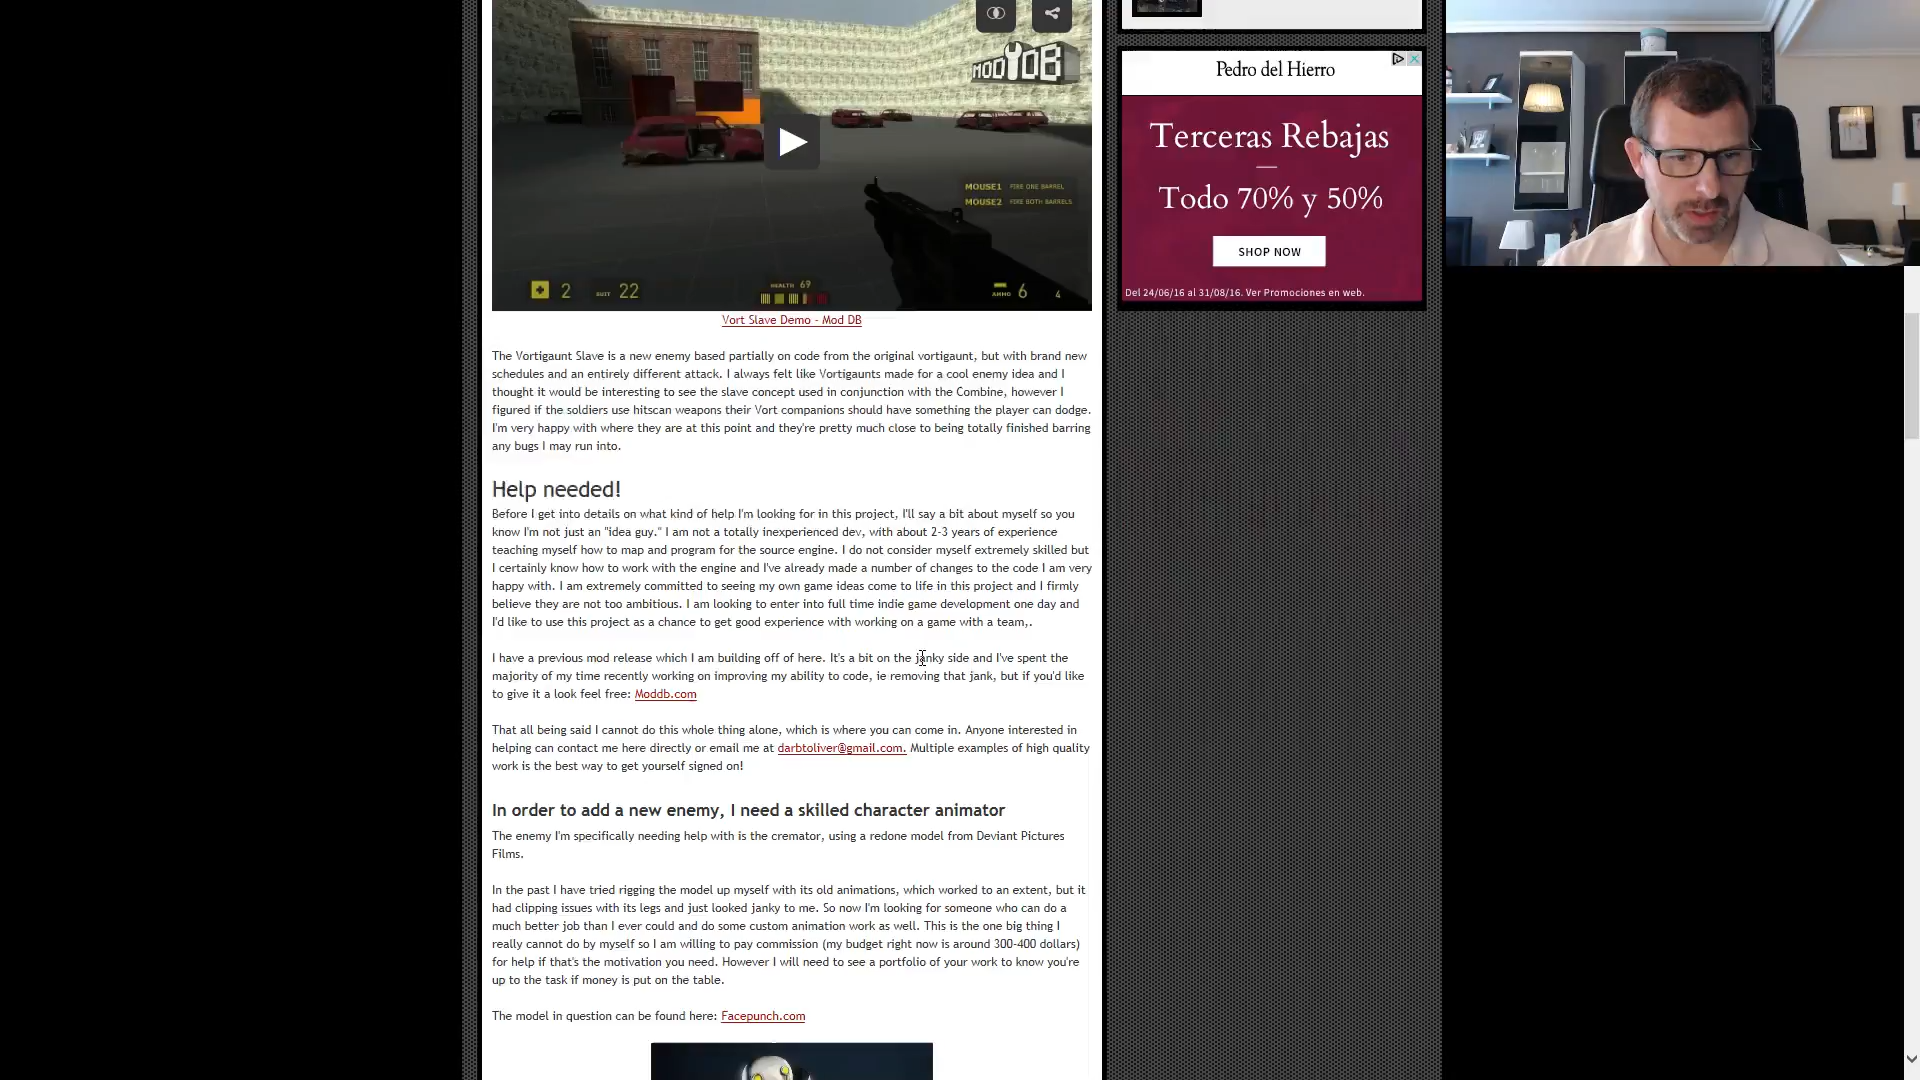 MODDB
MOUSE1 FIRE ONE BARREL
MOUSE2 FIRE BOTH BARRELS
2 SUIT 22
HEALTH 69
AMMO 6 4
Vort Slave Demo - Mod DB
The Vortigaunt Slave is a new enemy based partially on code from the original vortigaunt, but with brand new
schedules and an entirely different attack. I always felt like Vortigaunts made for a cool enemy idea and I
thought it would be interesting to see the slave concept used in conjunction with the Combine, however I
figured if the soldiers use hitscan weapons their Vort companions should have something the player can dodge.
I'm very happy with where they are at this point and they're pretty much close to being totally finished barring
any bugs I may run into.
Help needed!
Before I get into details on what kind of help I'm looking for in this project, I'll say a bit about myself so you
know I'm not just an "idea guy." I am not a totally inexperienced dev, with about 2-3 years of experience
teaching myself how to map and program for the source engine. I do not consider myself extremely skilled but
I certainly know how to work with the engine and I've already made a number of changes to the code I am very
happy with. I am extremely committed to seeing my own game ideas come to life in this project and I firmly
believe they are not too ambitious. I am looking to enter into full time indie game development one day and
I'd like to use this project as a chance to get good experience with working on a game with a team,.
I have a previous mod release which I am building off of here. It's a bit on the janky side and I've spent the
majority of my time recently working on improving my ability to code, ie removing that jank, but if you'd like
to give it a look feel free: Moddb.com
That all being said I cannot do this whole thing alone, which is where you can come in. Anyone interested in
helping can contact me here directly or email me at darbtoliver@gmail.com. Multiple examples of high quality
work is the best way to get yourself signed on!
In order to add a new enemy, I need a skilled character animator
The enemy I'm specifically needing help with is the cremator, using a redone model from Deviant Pictures
Films.
In the past I have tried rigging the model up myself with its old animations, which worked to an extent, but it
had clipping issues with its legs and just looked janky to me. So now I'm looking for someone who can do a
much better job than I ever could and do some custom animation work as well. This is the one big thing I
really cannot do by myself so I am willing to pay commission (my budget right now is around 300-400 dollars)
for help if that's the motivation you need. However I will need to see a portfolio of your work to know you're
up to the task if money is put on the table.
The model in question can be found here: Facepunch.com
Pedro del Hierro
Terceras Rebajas
Todo 70% y 50%
SHOP NOW
Del 24/06/16 al 31/08/16. Ver Promociones en web.